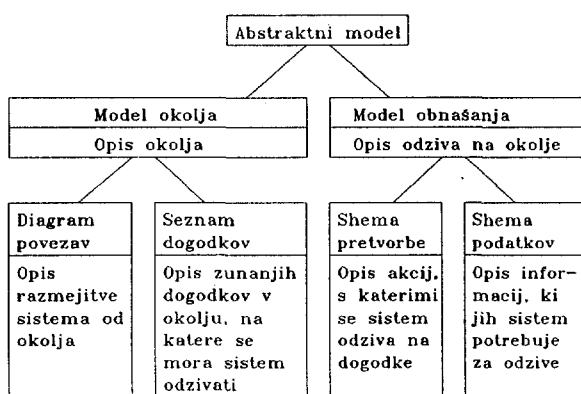 Abstraktni model
Model okolja
Opis okolja
Model obnašanja
Opis odziva na okolje
Diagram
povezav
Opis
razmejitve
sistema od
okolja
Seznam
dogodkov
Opis zunanjih
dogodkov v
okolju, na
katere se
mora sistem
odzivati
Shema
pretvorbe
Opis akcij,
s katerimi
se sistem
odziva na
dogodke
Shema
podatkov
Opis infor-
macij, ki
jih sistem
potrebuje
za odzive